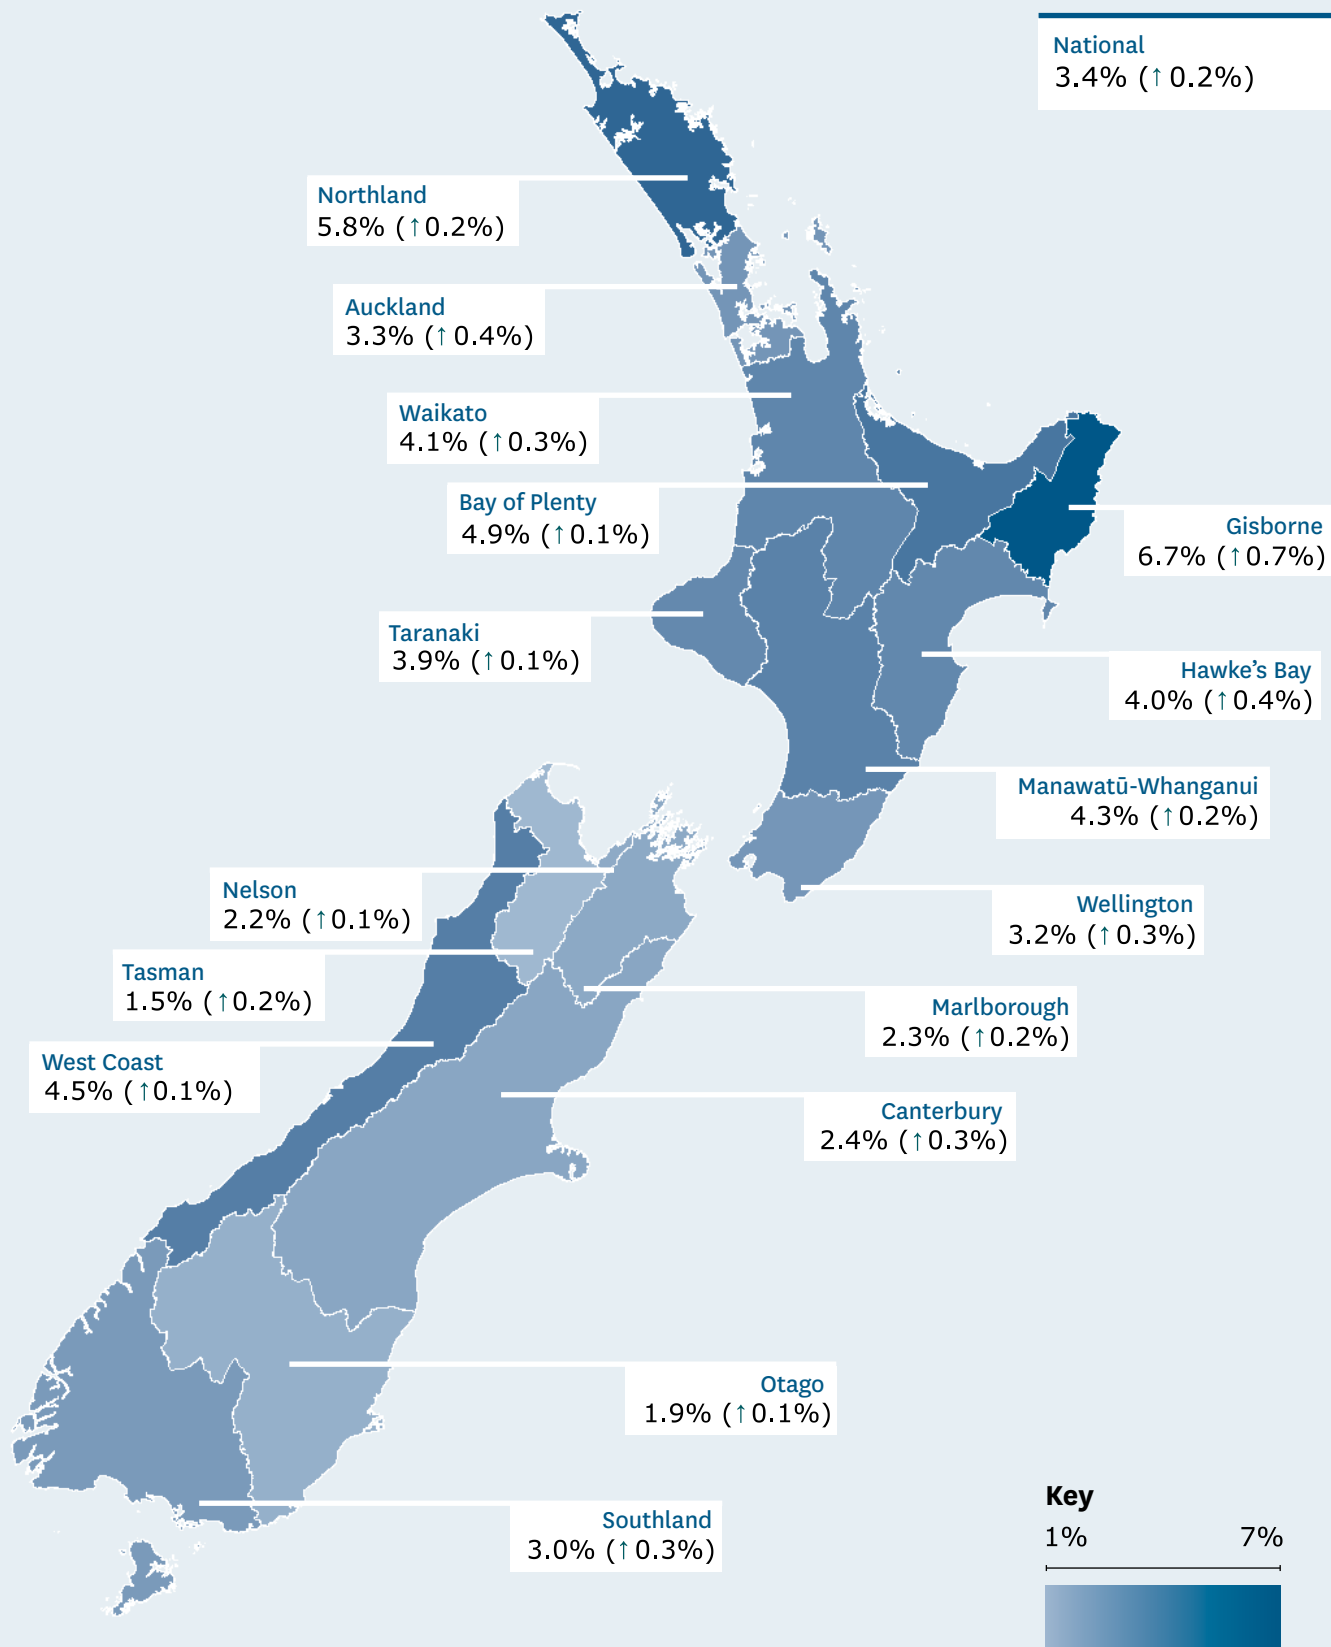 National
3.4% (↑0.2%)
Northland
5.8% (↑0.2%)
Auckland
3.3% (↑0.4%)
Waikato
4.1% (↑0.3%)
Bay of Plenty
4.9% (↑0.1%)
Gisborne
6.7% (↑0.7%)
Taranaki
3.9% (↑0.1%)
Hawke’s Bay
4.0% (↑0.4%)
Manawatū-Whanganui
4.3% (↑0.2%)
Nelson
2.2% (↑0.1%)
Wellington
3.2% (↑0.3%)
Tasman
1.5% (↑0.2%)
Marlborough
2.3% (↑0.2%)
West Coast
4.5% (↑0.1%)
Canterbury
2.4% (↑0.3%)
Otago
1.9% (↑0.1%)
Southland
3.0% (↑0.3%)
Key
1% 7%